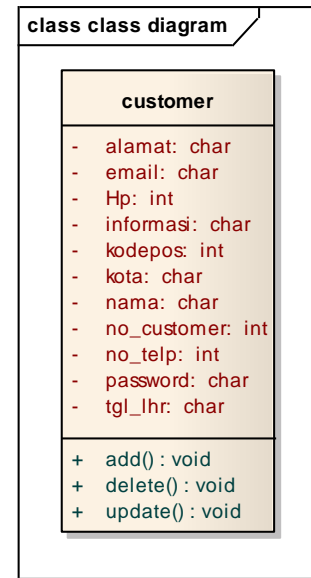 class class diagram
customer
- alamat: char
- email: char
- Hp: int
- informasi: char
- kodepos: int
- kota: char
- nama: char
- no_customer: int
- no_telp: int
- password: char
- tgl_lhr: char
+ add() : void
+ delete() : void
+ update() : void